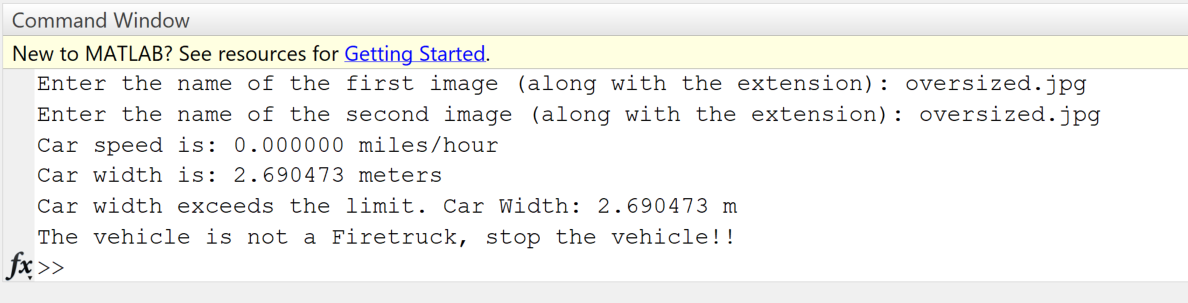 Command Window
New to MATLAB? See resources for Getting Started.
Enter the name of the first image (along with the extension): oversized.jpg
Enter the name of the second image (along with the extension): oversized.jpg
Car speed is: 0.000000 miles/hour
Car width is: 2.690473 meters
Car width exceeds the limit. Car Width: 2.690473 m
The vehicle is not a Firetruck, stop the vehicle!!
fx >>